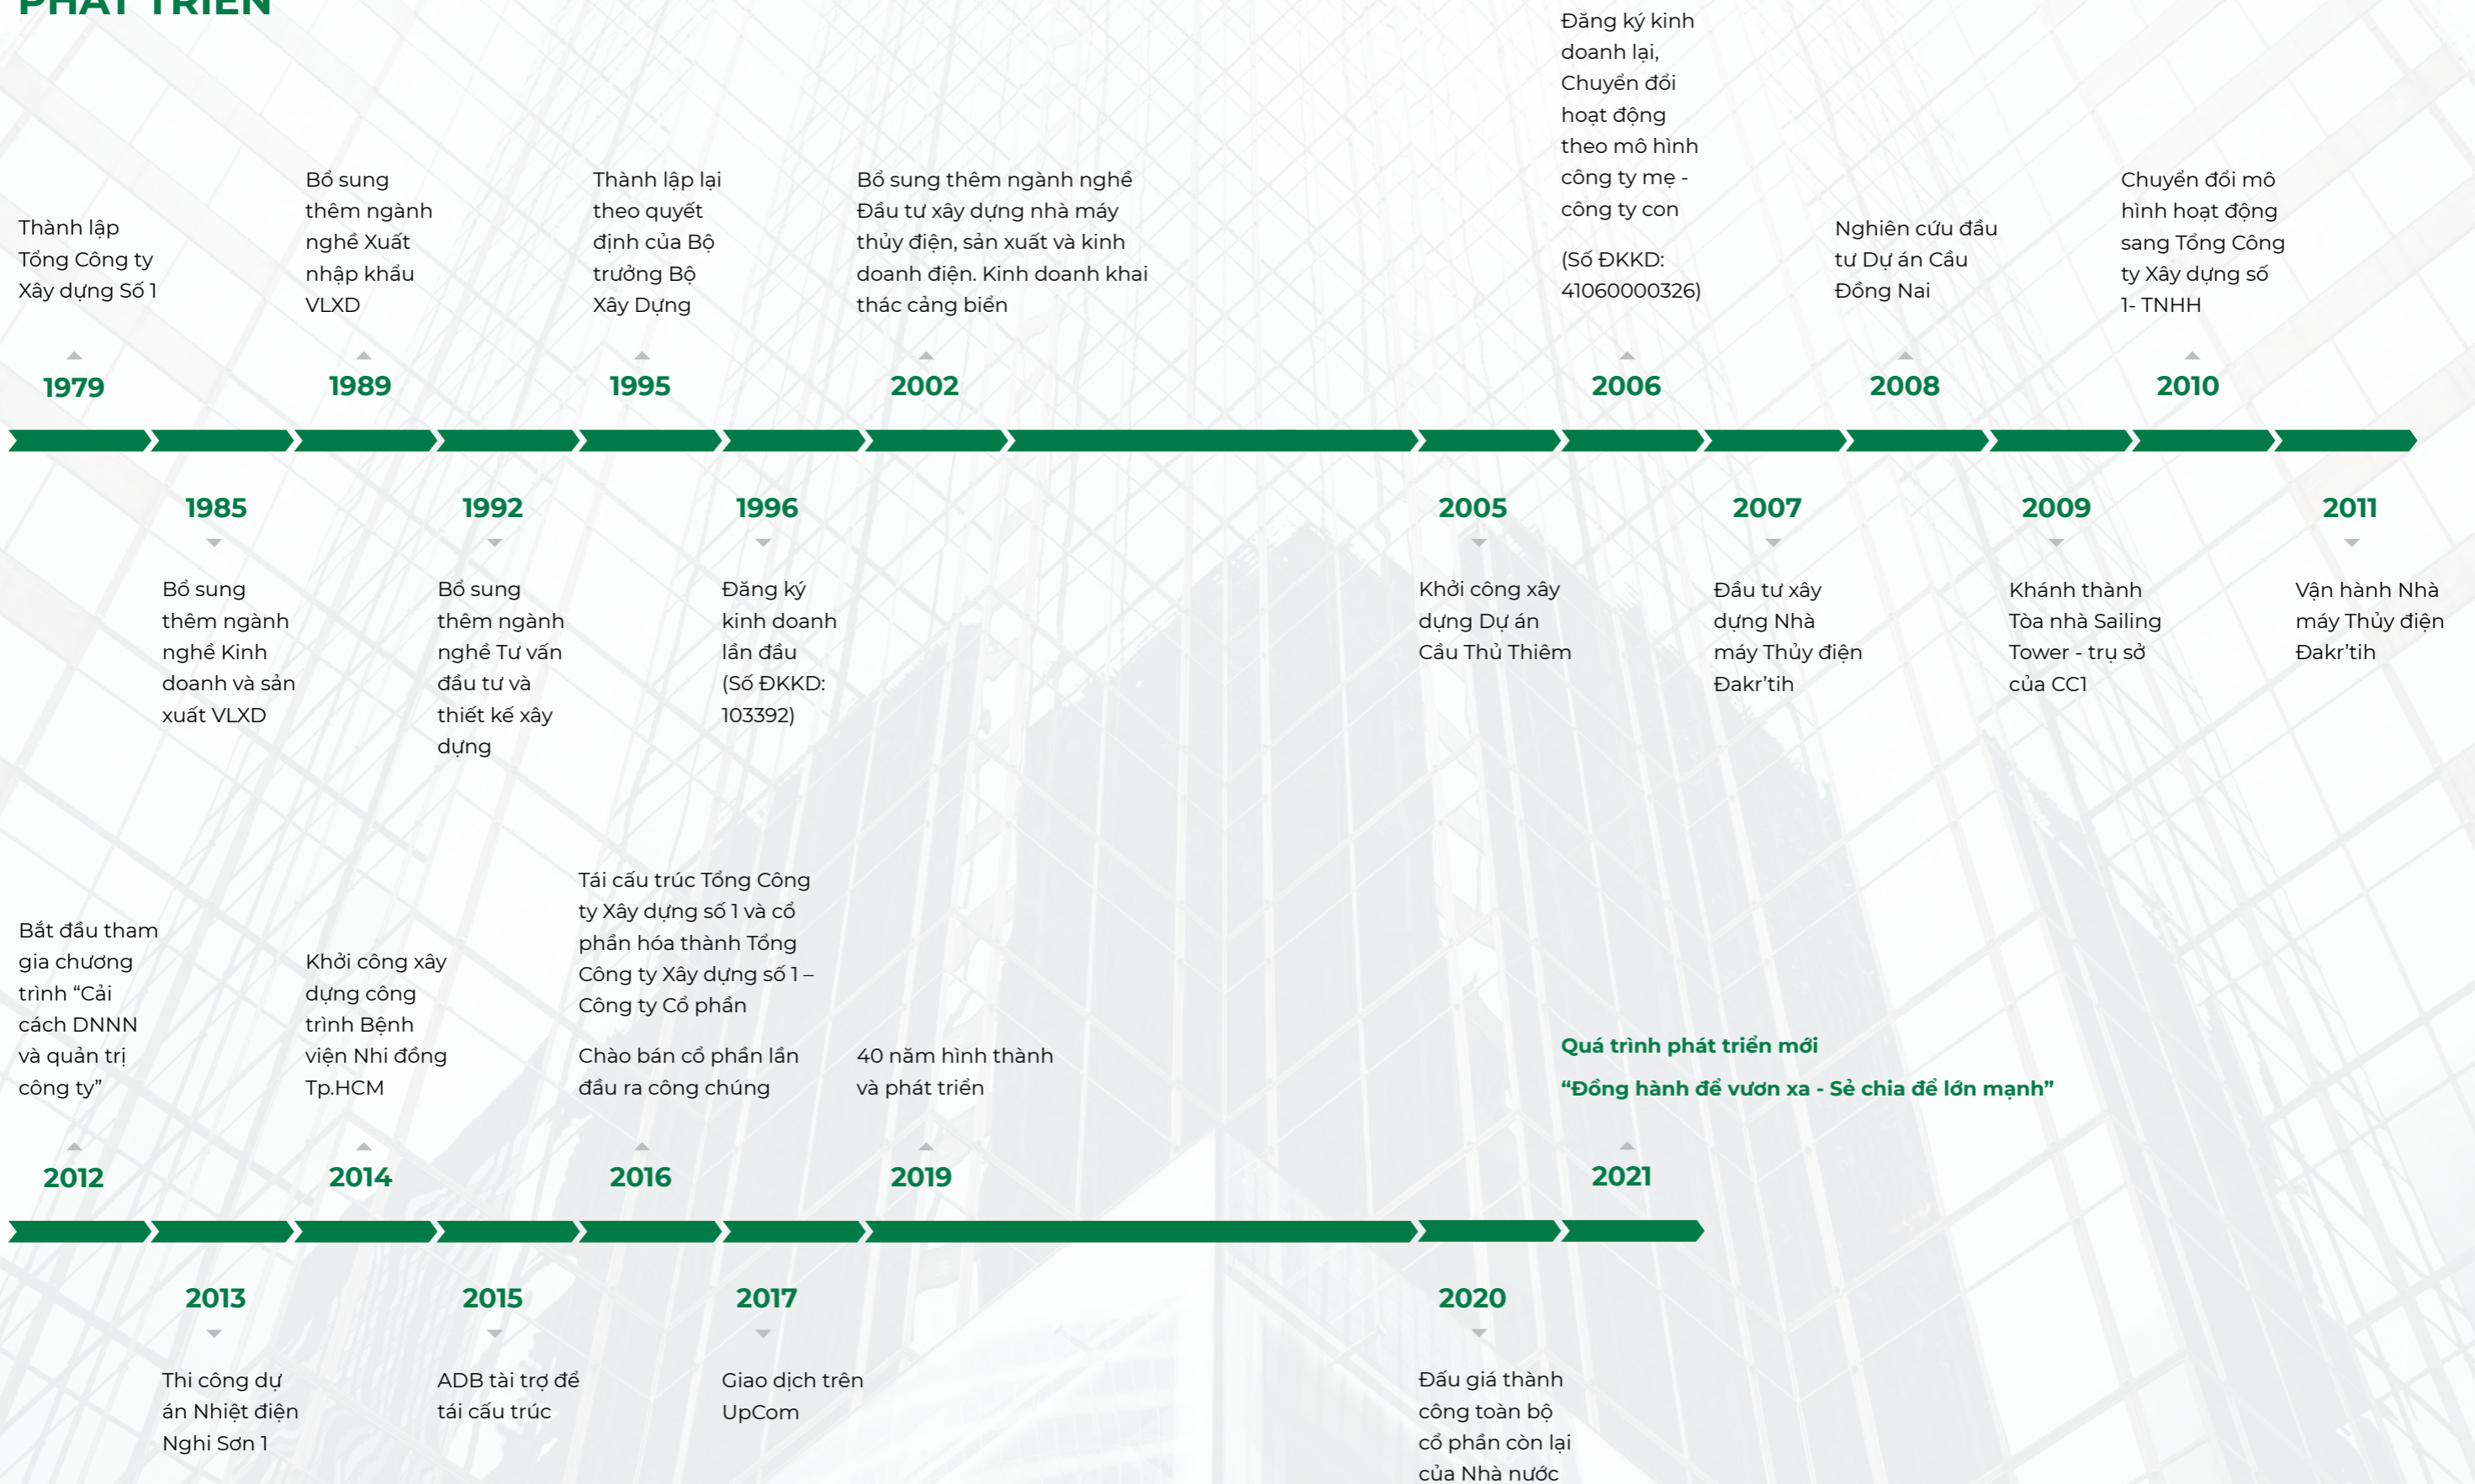 PHÁT TRIỂN
Thành lập
Tổng Công ty
Xây dựng Số 1
1979
Bổ sung
thêm ngành
nghề Xuất
nhập khẩu
VLXD
1989
Thành lập lại
theo quyết
định của Bộ
trưởng Bộ
Xây Dựng
1995
Bổ sung thêm ngành nghề
Đầu tư xây dựng nhà máy
thủy điện, sản xuất và kinh
doanh điện. Kinh doanh khai
thác cảng biển
2002
Đăng ký kinh
doanh lại,
Chuyển đổi
hoạt động
theo mô hình
công ty mẹ -
công ty con
(Số ĐKKD:
41060000326)
2006
Nghiên cứu đầu
tư Dự án Cầu
Đồng Nai
2008
Chuyển đổi mô
hình hoạt động
sang Tổng Công
ty Xây dựng số
1- TNHH
2010
1985
Bổ sung
thêm ngành
nghề Kinh
doanh và sản
xuất VLXD
1992
Bổ sung
thêm ngành
nghề Tư vấn
đầu tư và
thiết kế xây
dựng
1996
Đăng ký
kinh doanh
lần đầu
(Số ĐKKD:
103392)
2005
Khởi công xây
dựng Dự án
Cầu Thủ Thiêm
2007
Đầu tư xây
dựng Nhà
máy Thủy điện
Đakr’tih
2009
Khánh thành
Tòa nhà Sailing
Tower - trụ sở
của CC1
2011
Vận hành Nhà
máy Thủy điện
Đakr’tih
Bắt đầu tham
gia chương
trình “Cải
cách DNNN
và quản trị
công ty”
2012
Khởi công xây
dựng công
trình Bệnh
viện Nhi đồng
Tp.HCM
2014
Tái cấu trúc Tổng Công
ty Xây dựng số 1 và cổ
phần hóa thành Tổng
Công ty Xây dựng số 1 –
Công ty Cổ phần
Chào bán cổ phần lần
đầu ra công chúng
2016
40 năm hình thành
và phát triển
2019
Quá trình phát triển mới
“Đồng hành để vươn xa - Sẻ chia để lớn mạnh”
2021
2013
Thi công dự
án Nhiệt điện
Nghi Sơn 1
2015
ADB tài trợ để
tái cấu trúc
2017
Giao dịch trên
UpCom
2020
Đấu giá thành
công toàn bộ
cổ phần còn lại
của Nhà nước